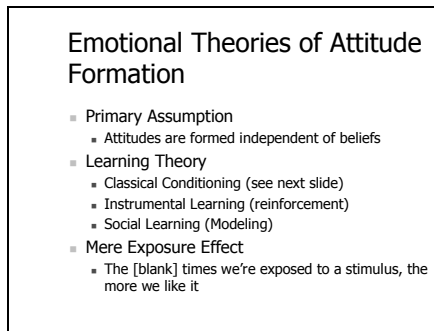 Emotional Theories of Attitude
Formation
Primary Assumption
Attitudes are formed independent of beliefs
Learning Theory
Classical Conditioning (see next slide)
Instrumental Learning (reinforcement)
Social Learning (Modeling)
Mere Exposure Effect
The [blank] times we're exposed to a stimulus, the
more we like it